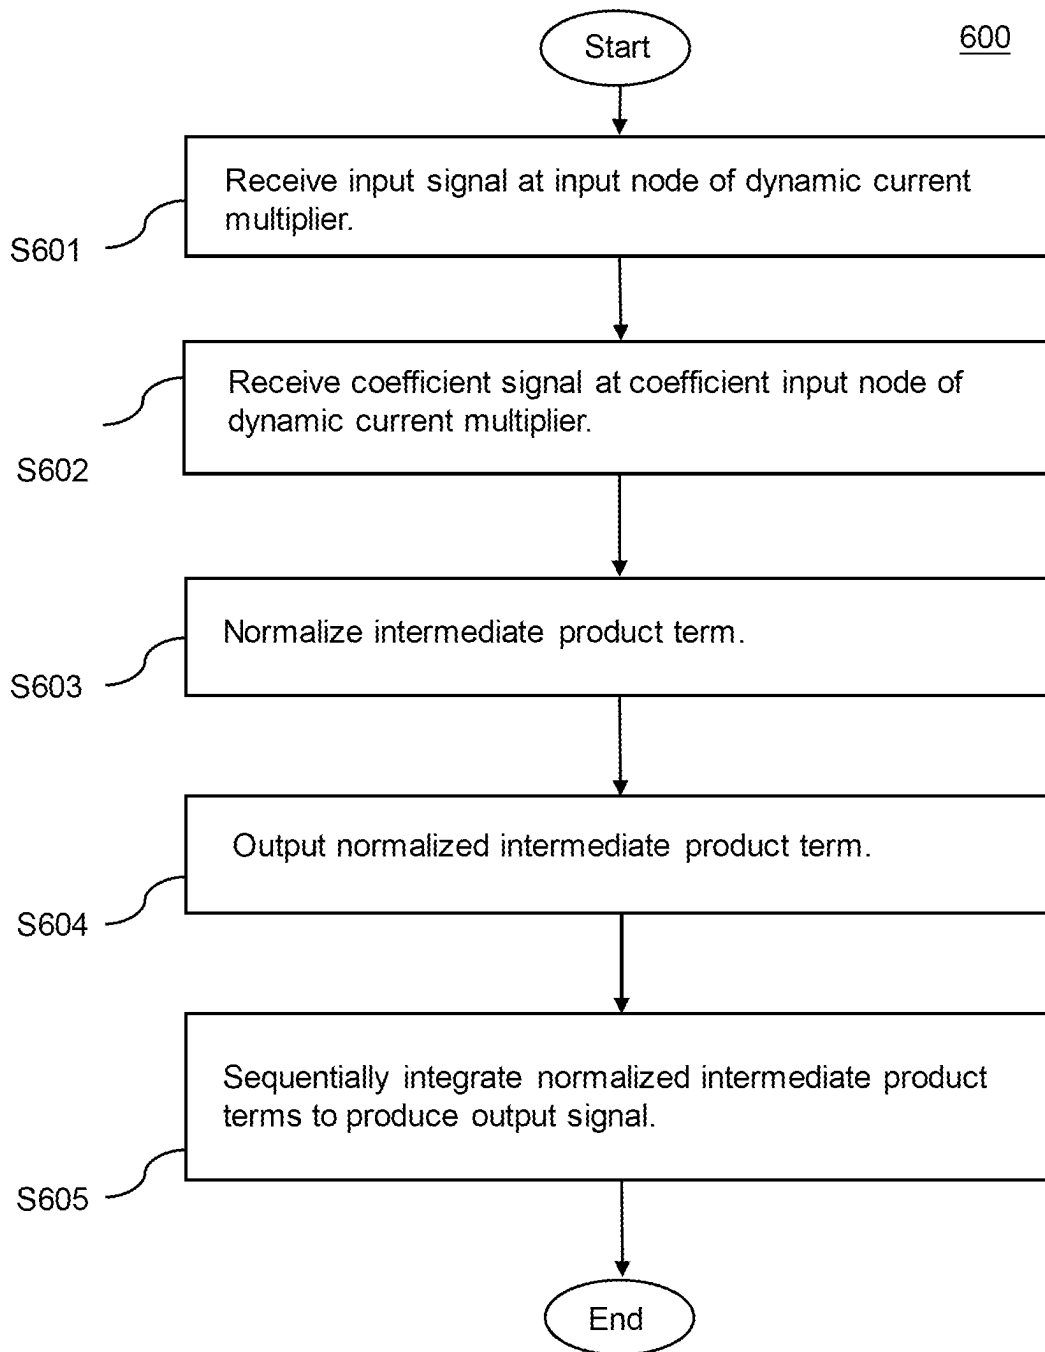 Start
600
Receive input signal at input node of dynamic current
multiplier.
S601
Receive coefficient signal at coefficient input node of
dynamic current multiplier.
S602
Normalize intermediate product term.
S603
Output normalized intermediate product term.
S604
Sequentially integrate normalized intermediate product
terms to produce output signal.
S605
End